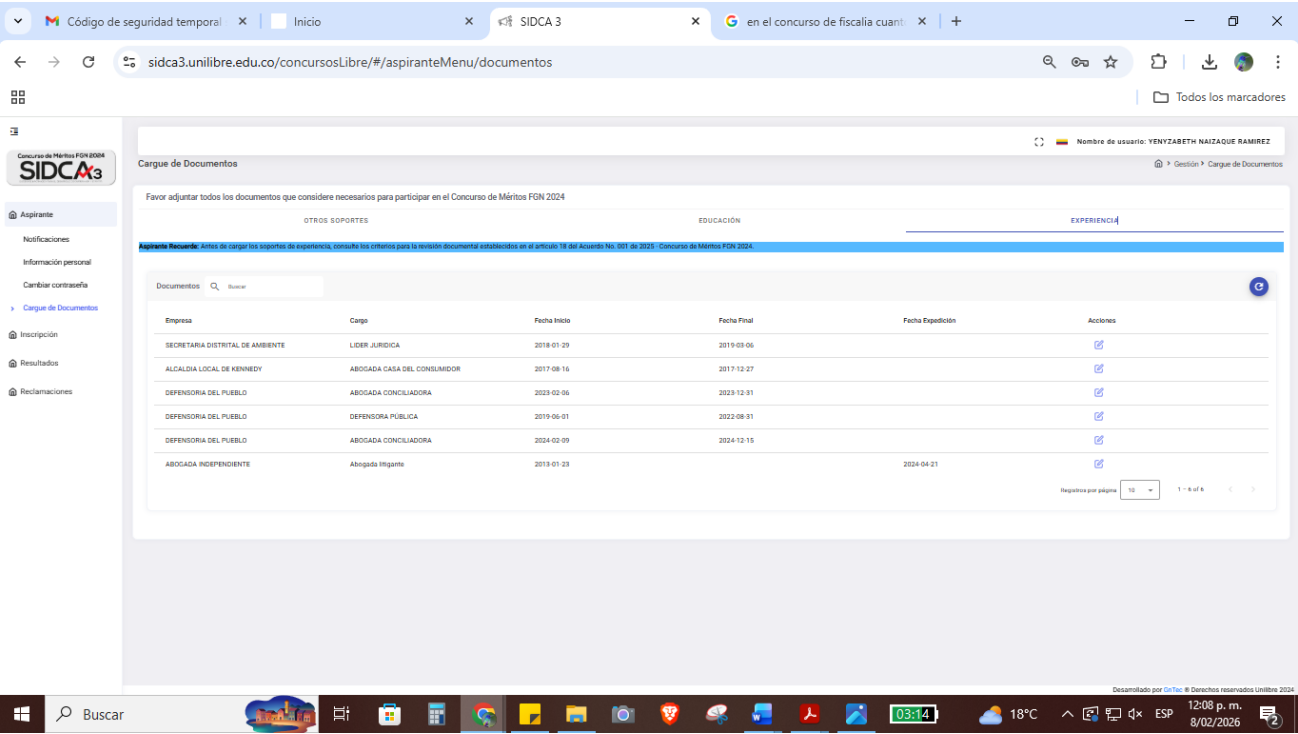 Código de seguridad temporal
Inicio
SIDCA 3
en el concurso de fiscalia cuant
sidca3.unilibre.edu.co/concursosLibre/#/aspiranteMenu/documentos
Todos los marcadores
Concurso de Méritos FGN 2024
SIDCA3
Nombre de usuario: YENYZABETH NAIZAQUE RAMIREZ
Cargue de Documentos
Gestión > Cargue de Documentos
Aspirante
Notificaciones
Información personal
Cambiar contraseña
> Cargue de Documentos
Inscripción
Resultados
Reclamaciones
Favor adjuntar todos los documentos que considere necesarios para participar en el Concurso de Méritos FGN 2024
OTROS SOPORTES EDUCACIÓN EXPERIENCIA
Aspirante Recuerde: Antes de cargar los soportes de experiencia, consulte los criterios para la revisión documental establecidos en el artículo 18 del Acuerdo No. 001 de 2025 - Concurso de Méritos FGN 2024.
Documentos Buscar
Empresa Cargo Fecha Inicio Fecha Final Fecha Expedición Acciones
SECRETARIA DISTRITAL DE AMBIENTE LIDER JURIDICA 2018-01-29 2019-03-06
ALCALDIA LOCAL DE KENNEDY ABOGADA CASA DEL CONSUMIDOR 2017-08-16 2017-12-27
DEFENSORIA DEL PUEBLO ABOGADA CONCILIADORA 2023-02-06 2023-12-31
DEFENSORIA DEL PUEBLO DEFENSORA PÚBLICA 2019-06-01 2022-08-31
DEFENSORIA DEL PUEBLO ABOGADA CONCILIADORA 2024-02-09 2024-12-15
ABOGADA INDEPENDIENTE Abogada litigante 2013-01-23 2024-04-21
Registros por página 10 1 – 6 of 6
Desarrollado por GnTec ® Derechos reservados Unilibre 2024
Buscar
03:14
18°C
ESP
12:08 p. m.
8/02/2026
2